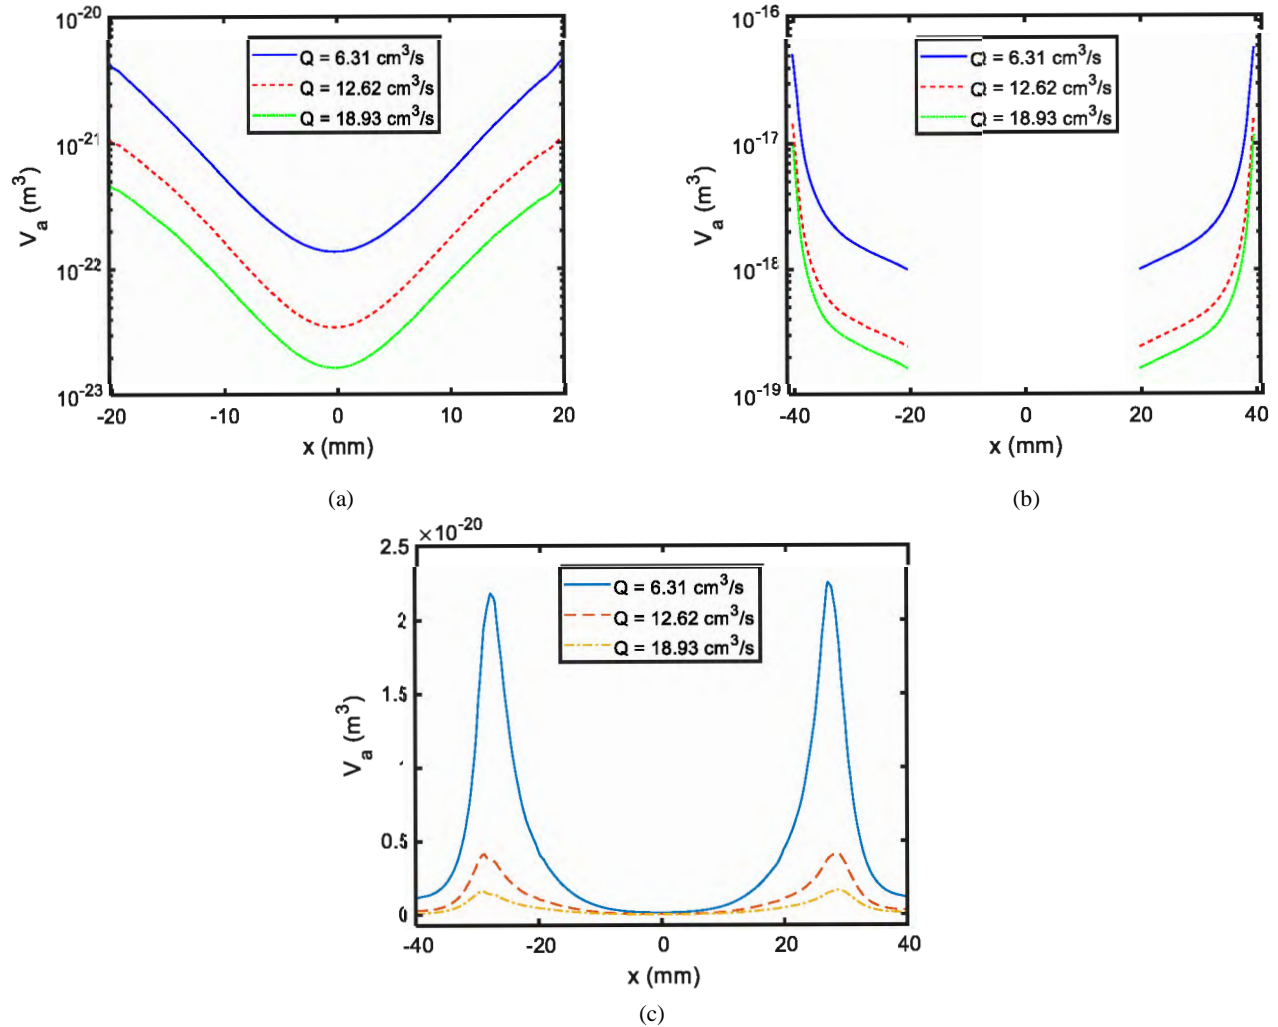 10^-20
Q = 6.31 cm^3/s
Q = 12.62 cm^3/s
Q = 18.93 cm^3/s
10^-21
V_a (m^3)
10^-22
10^-23
-20 -10 0 10 20
x (mm)
(a)
10^-16
Q = 6.31 cm^3/s
Q = 12.62 cm^3/s
Q = 18.93 cm^3/s
10^-17
V_a (m^3)
10^-18
10^-19
-40 -20 0 20 40
x (mm)
(b)
×10^-20
2.5
Q = 6.31 cm^3/s
Q = 12.62 cm^3/s
Q = 18.93 cm^3/s
2
1.5
V_a (m^3)
0.5
0
-40 -20 0 20 40
x (mm)
(c)